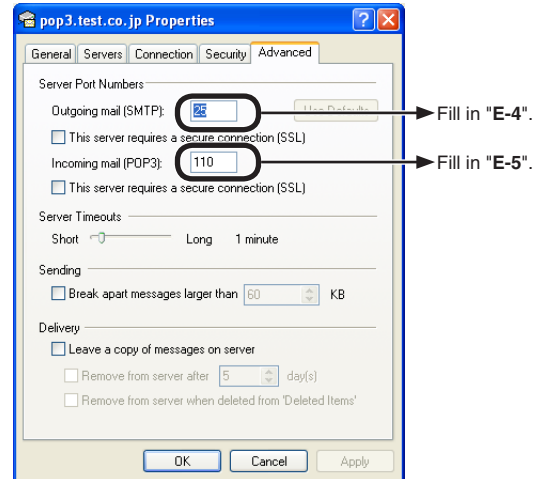 pop3.test.co.jp Properties
General Servers Connection Security Advanced
Server Port Numbers
Outgoing mail (SMTP): 25 Use Defaults
Fill in "E-4".
This server requires a secure connection (SSL)
Incoming mail (POP3): 110
Fill in "E-5".
This server requires a secure connection (SSL)
Server Timeouts
Short Long 1 minute
Sending
Break apart messages larger than 60 KB
Delivery
Leave a copy of messages on server
Remove from server after 5 day(s)
Remove from server when deleted from 'Deleted Items'
OK Cancel Apply